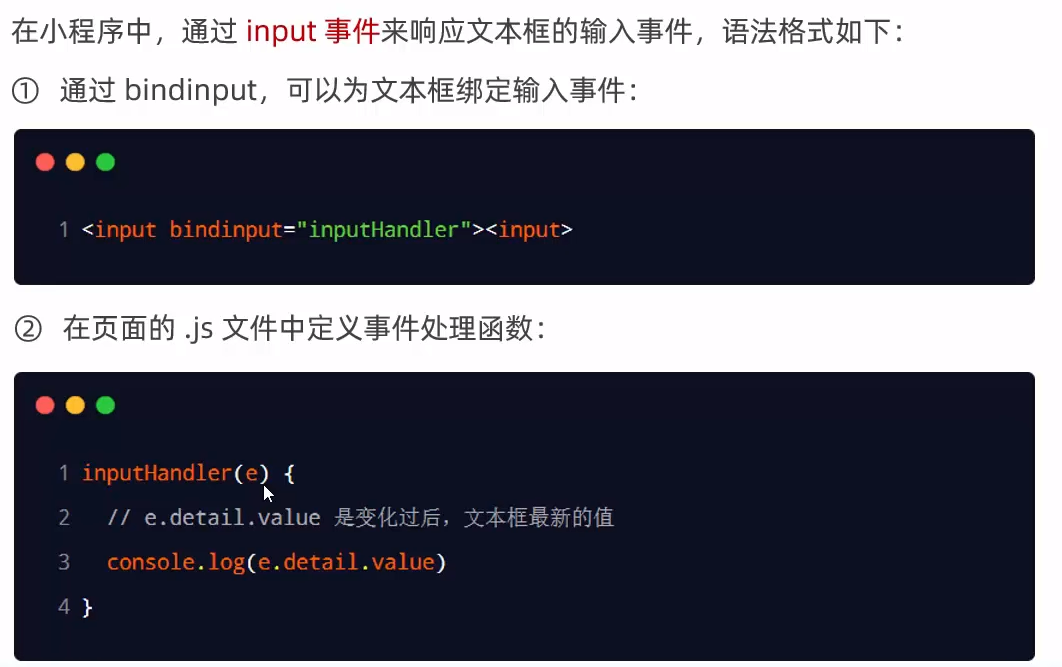 在小程序中，通过 input 事件来响应文本框的输入事件，语法格式如下：
① 通过 bindinput，可以为文本框绑定输入事件：
1 <input bindinput="inputHandler"><input>
② 在页面的 .js 文件中定义事件处理函数：
1 inputHandler(e) {
2 // e.detail.value 是变化过后，文本框最新的值
3 console.log(e.detail.value)
4 }